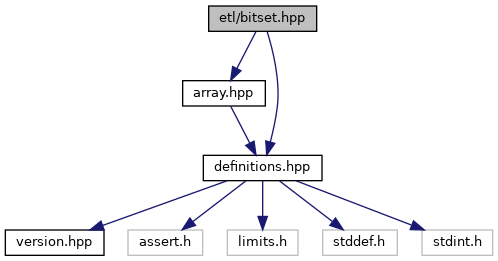 etl/bitset.hpp
array.hpp
definitions.hpp
version.hpp
assert.h
limits.h
stddef.h
stdint.h